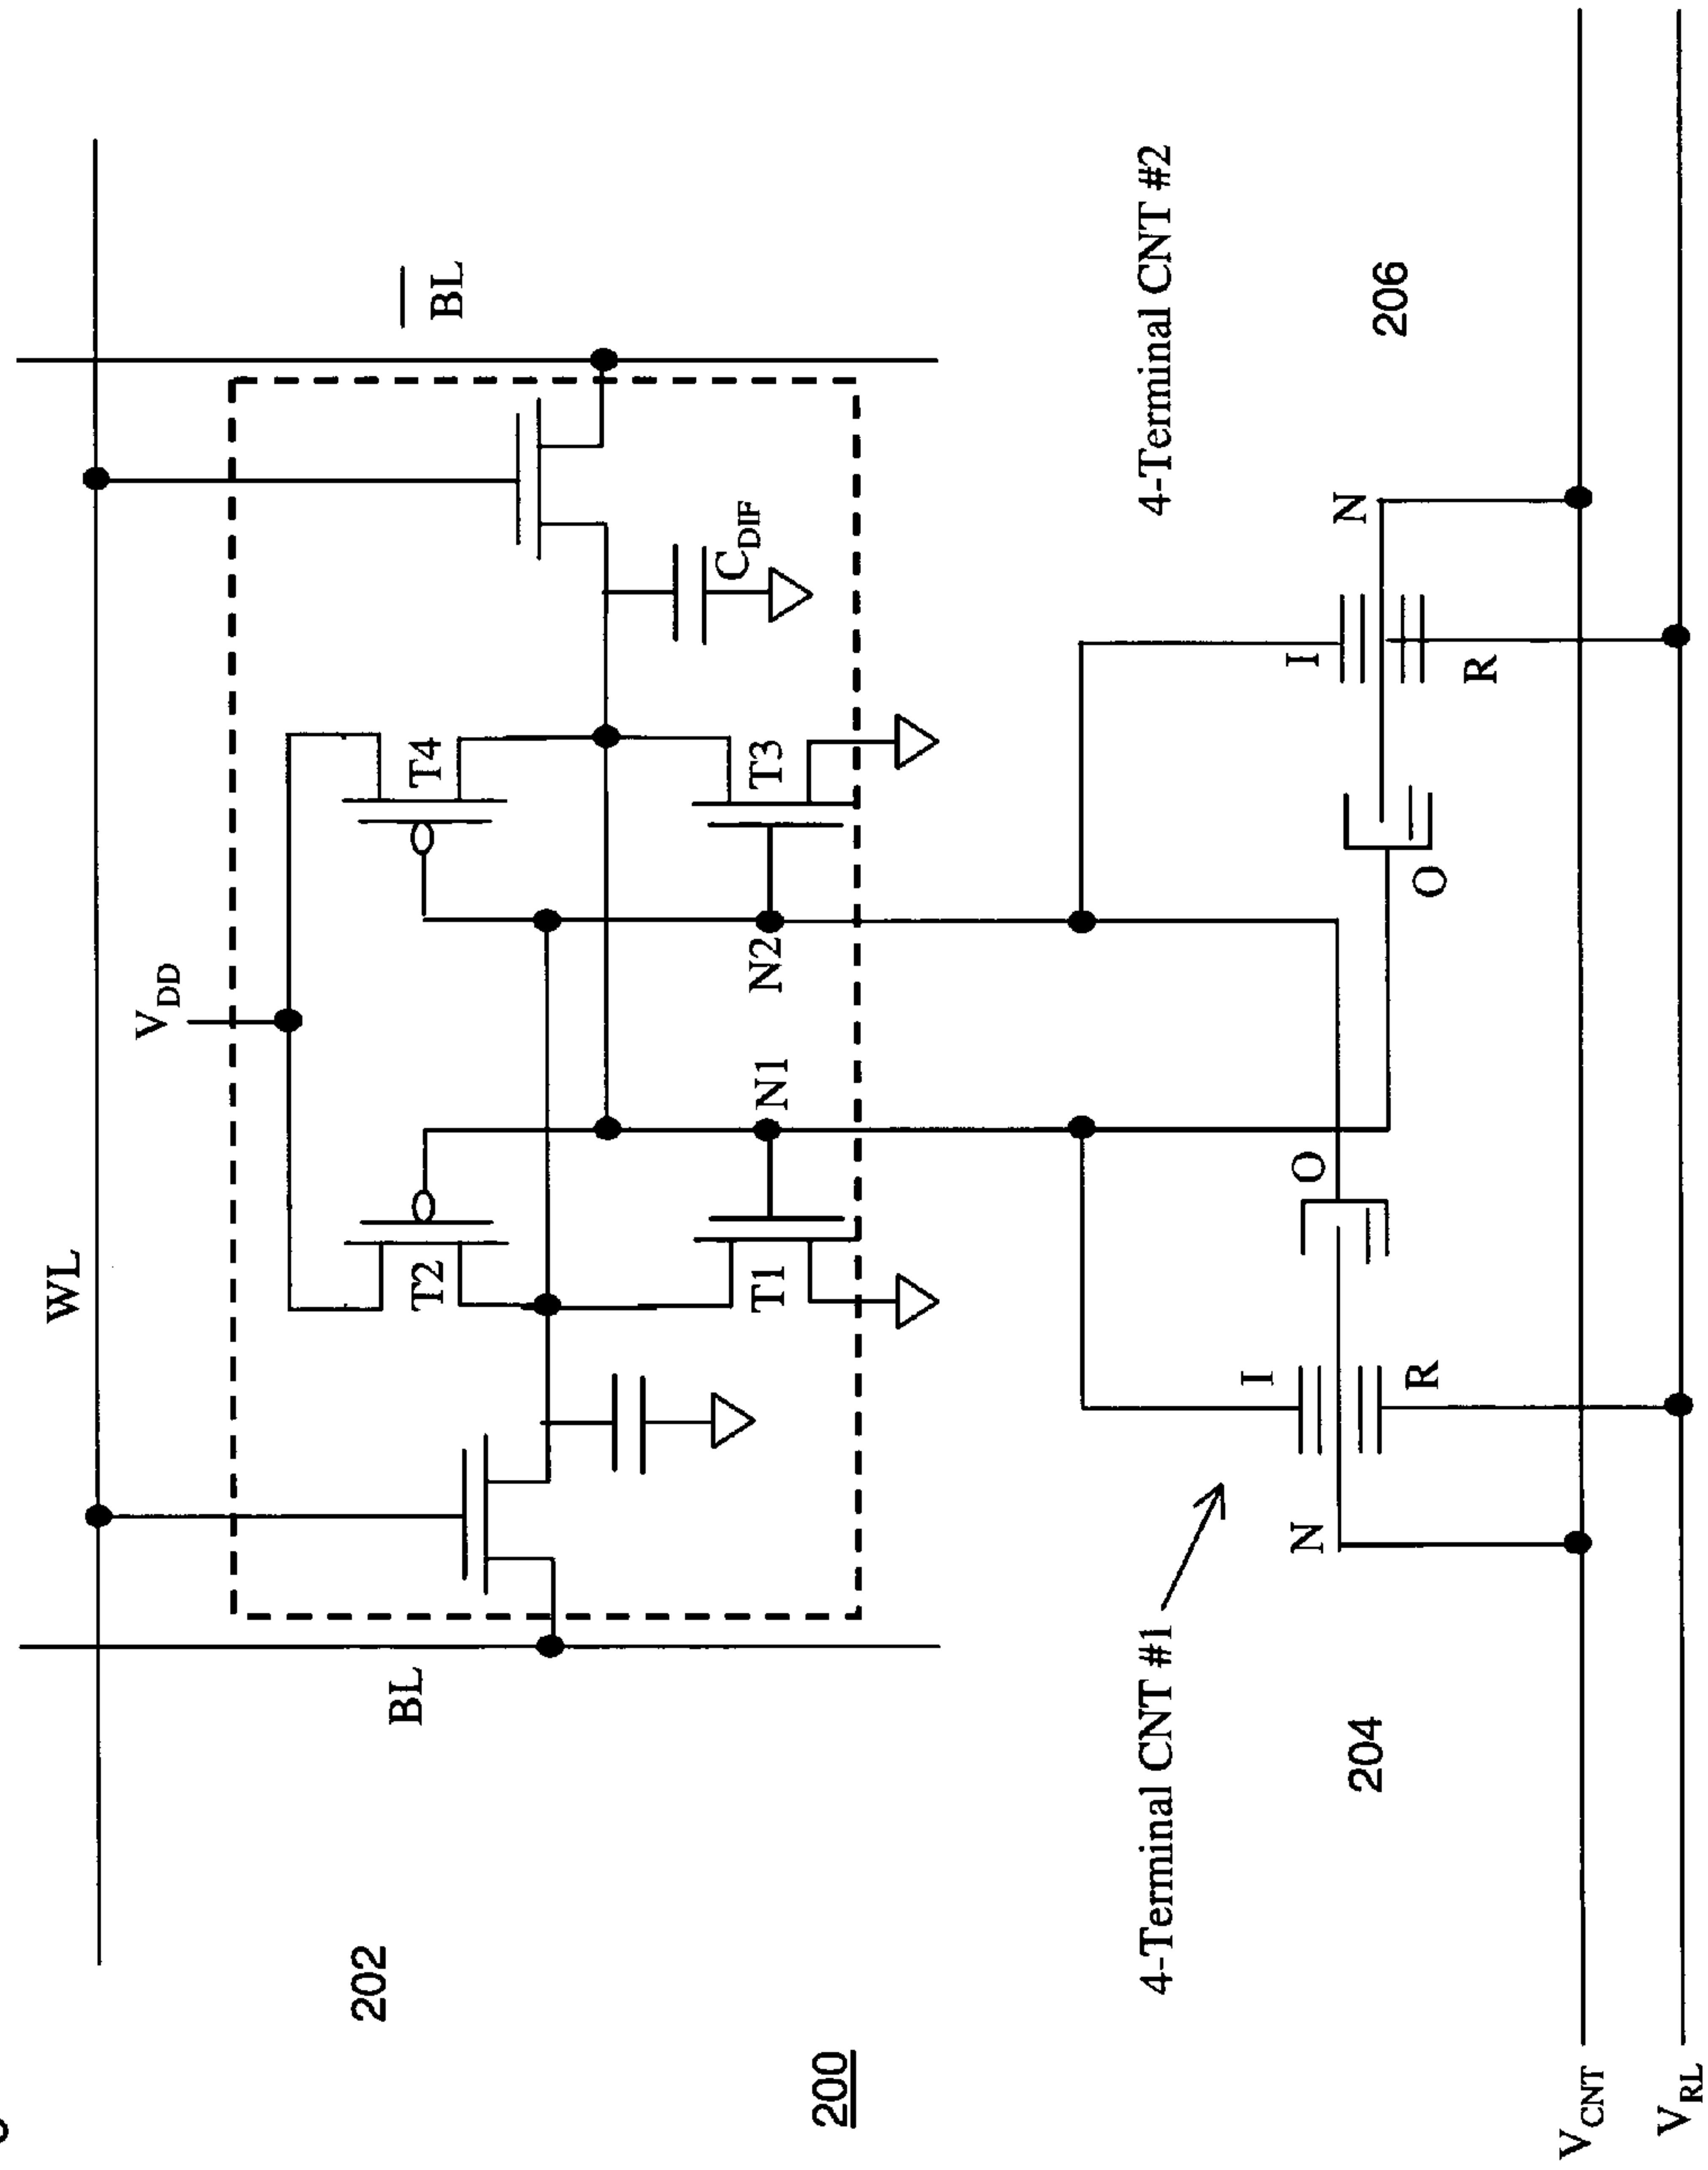 WL
V_DD
BL
B̅L̅
202
T2
T4
C_DIF
T1
N1
N2
T3
200
4-Terminal CNT #1
4-Terminal CNT #2
I
O
I
N
N
R
O
R
204
206
V_CNT
V_RL